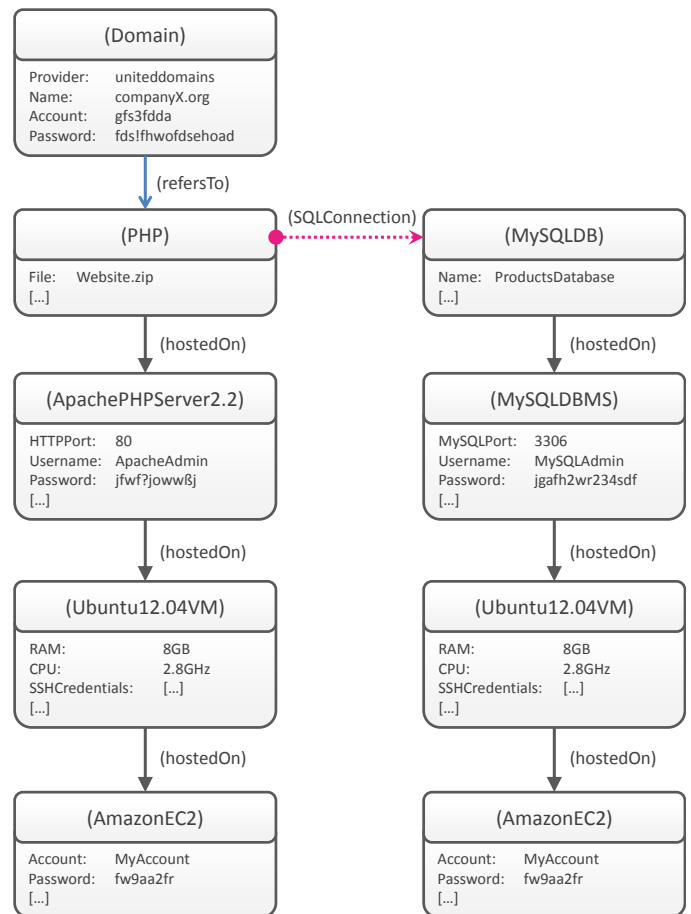 (Domain)
Provider: uniteddomains
Name: companyX.org
Account: gfs3fdda
Password: fds!fhwofdsehoad
(refersTo)
(PHP)
File: Website.zip
[...]
(SQLConnection)
(MySQLDB)
Name: ProductsDatabase
[...]
(hostedOn)
(hostedOn)
(ApachePHPServer2.2)
HTTPPort: 80
Username: ApacheAdmin
Password: jfwf?jowwßj
[...]
(MySQLDBMS)
MySQLPort: 3306
Username: MySQLAdmin
Password: jgafh2wr234sdf
[...]
(hostedOn)
(hostedOn)
(Ubuntu12.04VM)
RAM: 8GB
CPU: 2.8GHz
SSHCredentials: [...]
[...]
(Ubuntu12.04VM)
RAM: 8GB
CPU: 2.8GHz
SSHCredentials: [...]
[...]
(hostedOn)
(hostedOn)
(AmazonEC2)
Account: MyAccount
Password: fw9aa2fr
[...]
(AmazonEC2)
Account: MyAccount
Password: fw9aa2fr
[...]